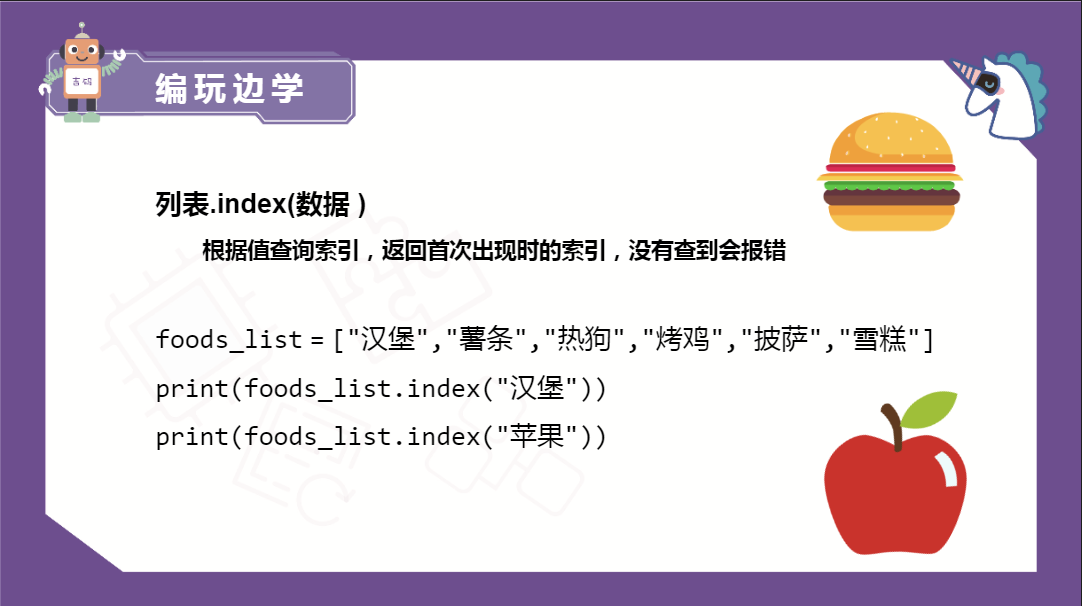 编玩边学
列表.index(数据)
根据值查询索引，返回首次出现时的索引，没有查到会报错
foods_list = ["汉堡","薯条","热狗","烤鸡","披萨","雪糕"]
print(foods_list.index("汉堡"))
print(foods_list.index("苹果"))